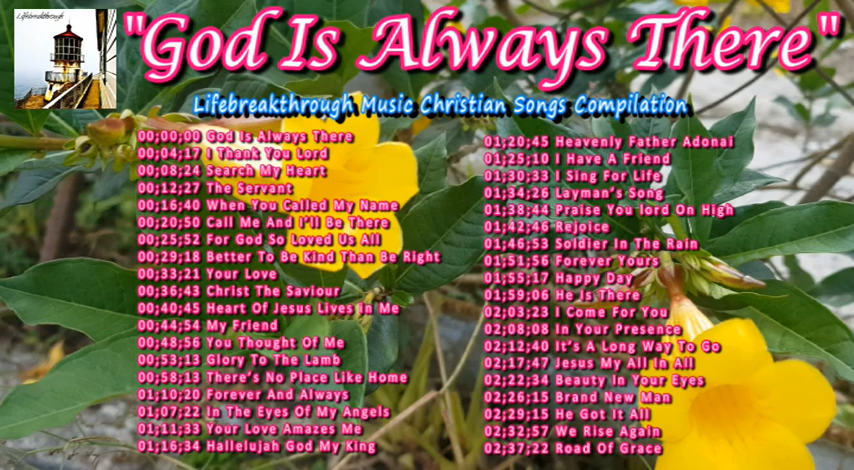 Lifebreakthrough
"God Is Always There"
Lifebreakthrough Music Christian Songs Compilation
00;00;00 God Is Always There
00;04;17 I Thank You Lord
00;08;24 Search My Heart
00;12;27 The Servant
00;16;40 When You Called My Name
00;20;50 Call Me And I'll Be There
00;25;52 For God So Loved Us All
00;29;18 Better To Be Kind Than Be Right
00;33;21 Your Love
00;36;43 Christ The Saviour
00;40;45 Heart Of Jesus Lives in Me
00;44;54 My Friend
00;48;56 You Thought Of Me
00;53;13 Glory To The Lamb
00;58;13 There's No Place Like Home
01;10;20 Forever And Always
01;07;22 In The Eyes Of My Angels
01;11;33 Your Love Amazes Me
01;16;34 Hallelujah God My King
01;20;45 Heavenly Father Adonai
01;25;10 I Have A Friend
01;30;33 I Sing For Life
01;34;26 Layman's Song
01;38;44 Praise You lord On High
01;42;46 Rejoice
01;46;53 Soldier In The Rain
01;51;56 Forever Yours
01;55;17 Happy Day
01;59;06 He Is There
02;03;23 I Come For You
02;08;08 In Your Presence
02;12;40 It's A Long Way To Go
02;17;47 Jesus My All In All
02;22;34 Beauty In Your Eyes
02;26;15 Brand New Man
02;29;15 He Got It All
02;32;57 We Rise Again
02;37;22 Road Of Grace